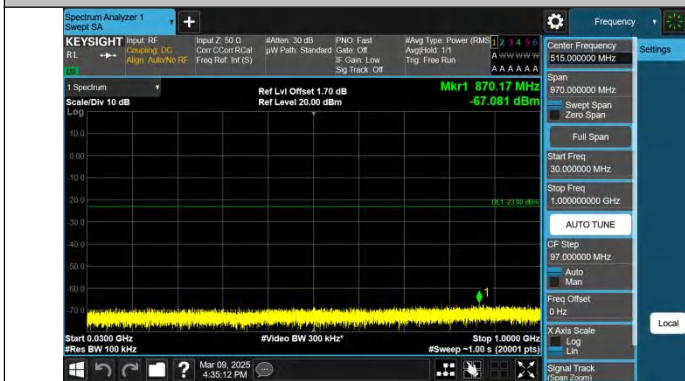 Spectrum Analyzer 1
Swept SA
Frequency
KEYSIGHT
RL
Input: RF
Coupling: DC
Align: Auto/No RF
Input Z: 50 Ω
Corr CCorr RCal
Freq Ref: Int (S)
#Atten: 30 dB
µW Path: Standard
PNO: Fast
Gate: Off
IF Gain: Low
Sig Track: Off
#Avg Type: Power (RMS
Avg|Hold: 1/1
Trig: Free Run
1 2 3 4 5 6
A W W W W W
A A A A A A
1 Spectrum
Scale/Div 10 dB
Log
Ref Lvl Offset 1.70 dB
Ref Level 20.00 dBm
Mkr1 870.17 MHz
-67.081 dBm
10.0
0.00
-10.0
-20.0
-30.0
-40.0
-50.0
-60.0
-70.0
1
Start 0.0300 GHz
#Res BW 100 kHz
#Video BW 300 kHz*
Stop 1.0000 GHz
#Sweep ~1.00 s (20001 pts)
Mar 09, 2025
4:35:12 PM
Center Frequency
515.000000 MHz
Span
970.000000 MHz
Swept Span
Zero Span
Full Span
Start Freq
30.000000 MHz
Stop Freq
1.000000000 GHz
AUTO TUNE
CF Step
97.000000 MHz
Auto
Man
Freq Offset
0 Hz
X Axis Scale
Log
Lin
Signal Track
(Span Zoom)
Settings
Local